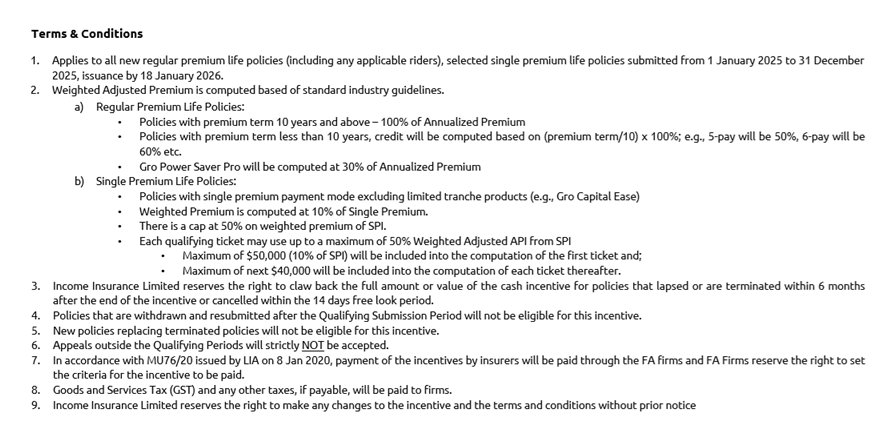 Terms & Conditions
1. Applies to all new regular premium life policies (including any applicable riders), selected single premium life policies submitted from 1 January 2025 to 31 December
2025, issuance by 18 January 2026.
2. Weighted Adjusted Premium is computed based of standard industry guidelines.
a) Regular Premium Life Policies:
• Policies with premium term 10 years and above – 100% of Annualized Premium
• Policies with premium term less than 10 years, credit will be computed based on (premium term/10) x 100%; e.g., 5-pay will be 50%, 6-pay will be
60% etc.
• Gro Power Saver Pro will be computed at 30% of Annualized Premium
b) Single Premium Life Policies:
• Policies with single premium payment mode excluding limited tranche products (e.g., Gro Capital Ease)
• Weighted Premium is computed at 10% of Single Premium.
• There is a cap at 50% on weighted premium of SPI.
• Each qualifying ticket may use up to a maximum of 50% Weighted Adjusted API from SPI
• Maximum of $50,000 (10% of SPI) will be included into the computation of the first ticket and;
• Maximum of next $40,000 will be included into the computation of each ticket thereafter.
3. Income Insurance Limited reserves the right to claw back the full amount or value of the cash incentive for policies that lapsed or are terminated within 6 months
after the end of the incentive or cancelled within the 14 days free look period.
4. Policies that are withdrawn and resubmitted after the Qualifying Submission Period will not be eligible for this incentive.
5. New policies replacing terminated policies will not be eligible for this incentive.
6. Appeals outside the Qualifying Periods will strictly NOT be accepted.
7. In accordance with MU76/20 issued by LIA on 8 Jan 2020, payment of the incentives by insurers will be paid through the FA firms and FA Firms reserve the right to set
the criteria for the incentive to be paid.
8. Goods and Services Tax (GST) and any other taxes, if payable, will be paid to firms.
9. Income Insurance Limited reserves the right to make any changes to the incentive and the terms and conditions without prior notice